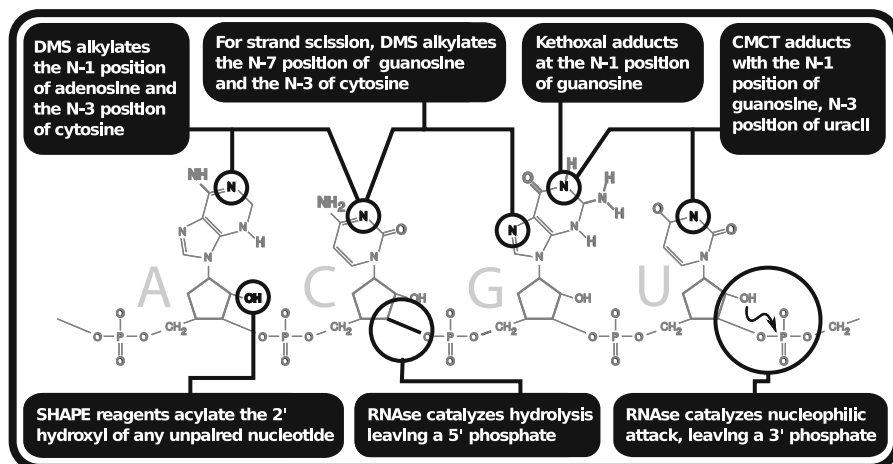 DMS alkylates
the N-1 position
of adenosine and
the N-3 position
of cytosine
For strand scission, DMS alkylates
the N-7 position of guanosine
and the N-3 of cytosine
Kethoxal adducts
at the N-1 position
of guanosine
CMCT adducts
with the N-1
position of
guanosine, N-3
position of uracil
NH
N
N
N
N
H
A
OH
NH2
N
O
N
C
OH
O
N
H
N
H
H
N
N
N
H
G
OH
O
N
O
N
U
OH
O
P
O
O
CH2
O
O
P
O
O
CH2
O
O
P
O
O
CH2
O
O
P
O
O
CH2
O
O
P
O
O
CH2
SHAPE reagents acylate the 2'
hydroxyl of any unpaired nucleotide
RNAse catalyzes hydrolysis
leaving a 5' phosphate
RNAse catalyzes nucleophilic
attack, leaving a 3' phosphate